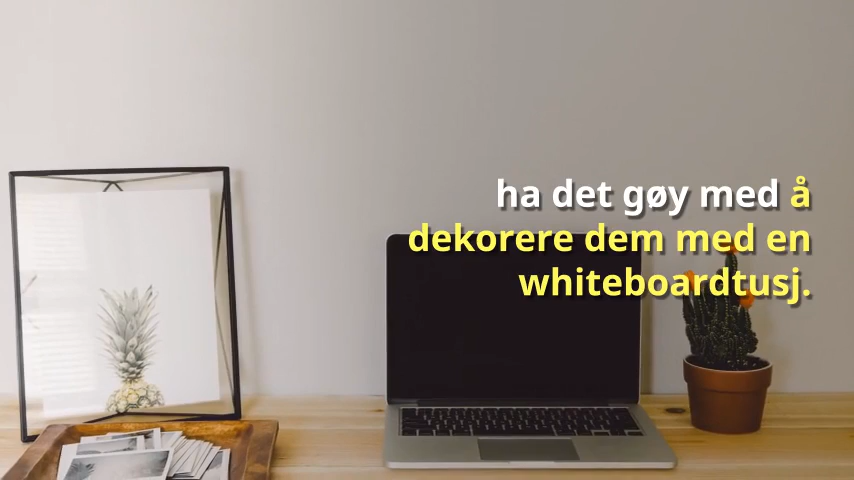 ha det gøy med å
dekorere dem med en
whiteboardtusj.